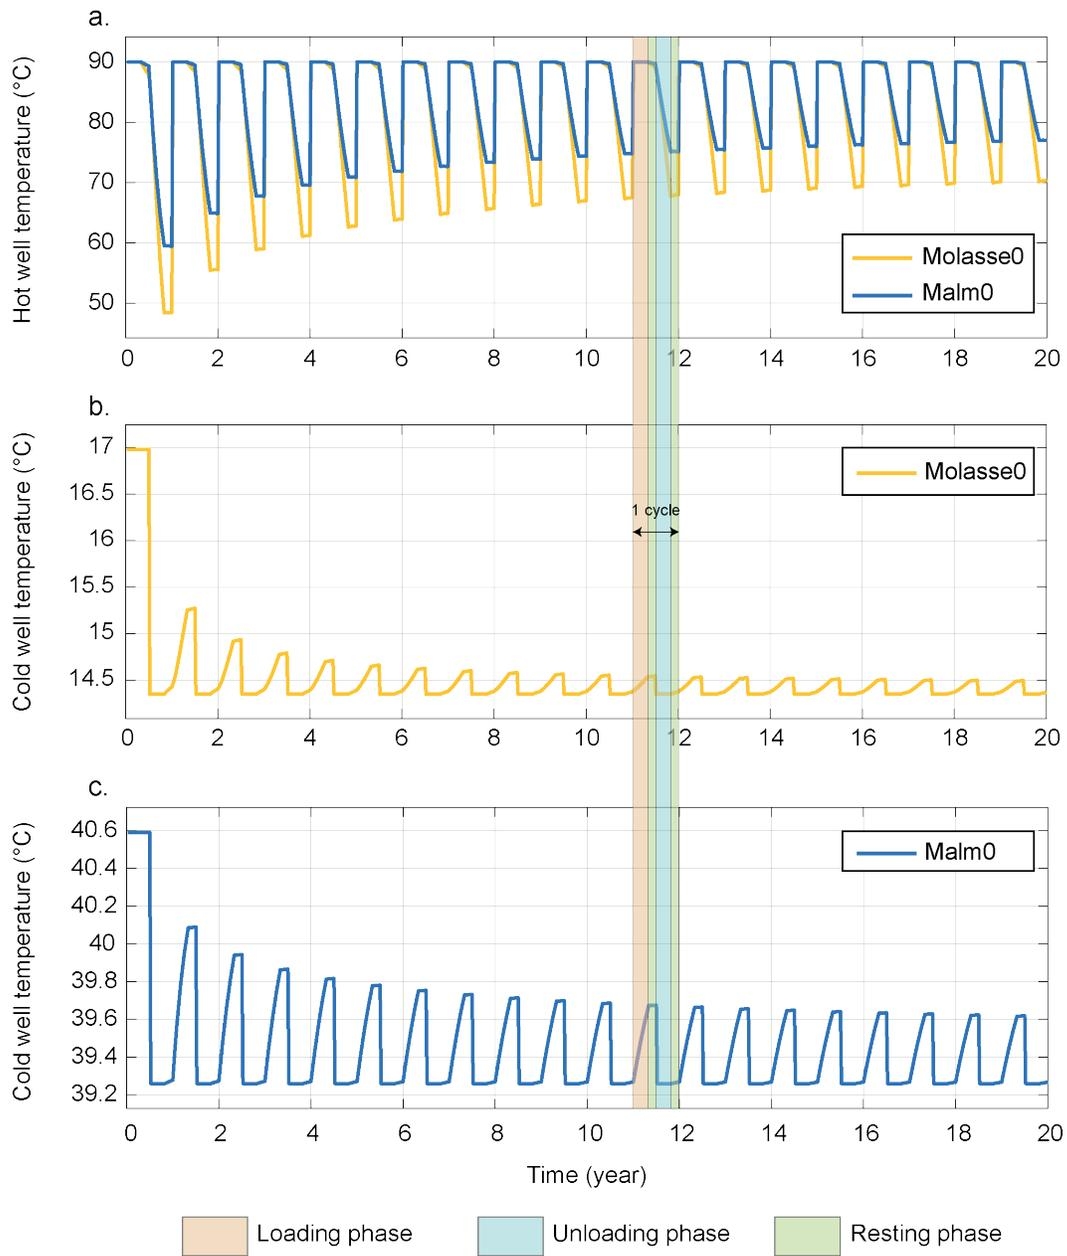 a.
Hot well temperature (°C)
90
80
70
60
50
Molasse0
Malm0
0 2 4 6 8 10 12 14 16 18 20
b.
Cold well temperature (°C)
17
16.5
16
15.5
15
14.5
Molasse0
1 cycle
0 2 4 6 8 10 12 14 16 18 20
c.
Cold well temperature (°C)
40.6
40.4
40.2
40
39.8
39.6
39.4
39.2
Malm0
0 2 4 6 8 10 12 14 16 18 20
Time (year)
Loading phase Unloading phase Resting phase